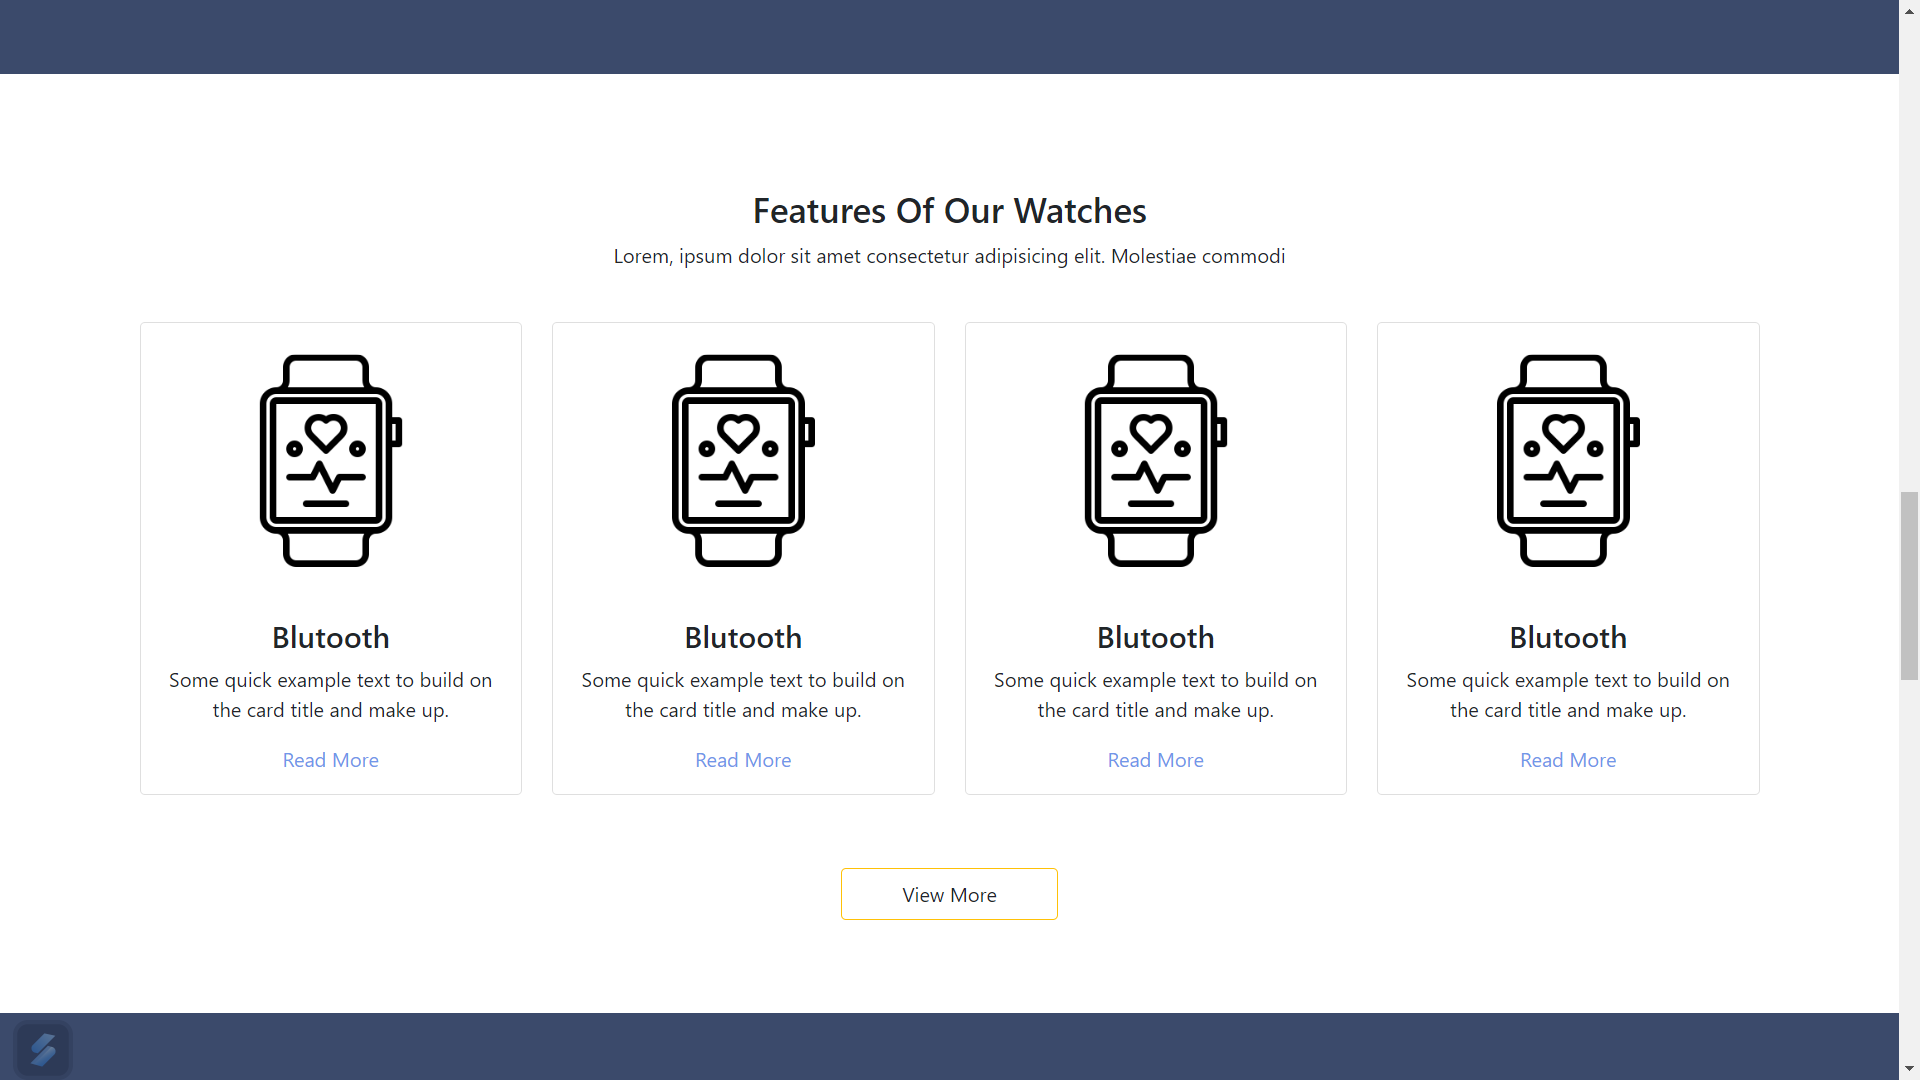 Features Of Our Watches
Lorem, ipsum dolor sit amet consectetur adipisicing elit. Molestiae commodi
Blutooth
Some quick example text to build on
the card title and make up.
Read More
Blutooth
Some quick example text to build on
the card title and make up.
Read More
Blutooth
Some quick example text to build on
the card title and make up.
Read More
Blutooth
Some quick example text to build on
the card title and make up.
Read More
View More